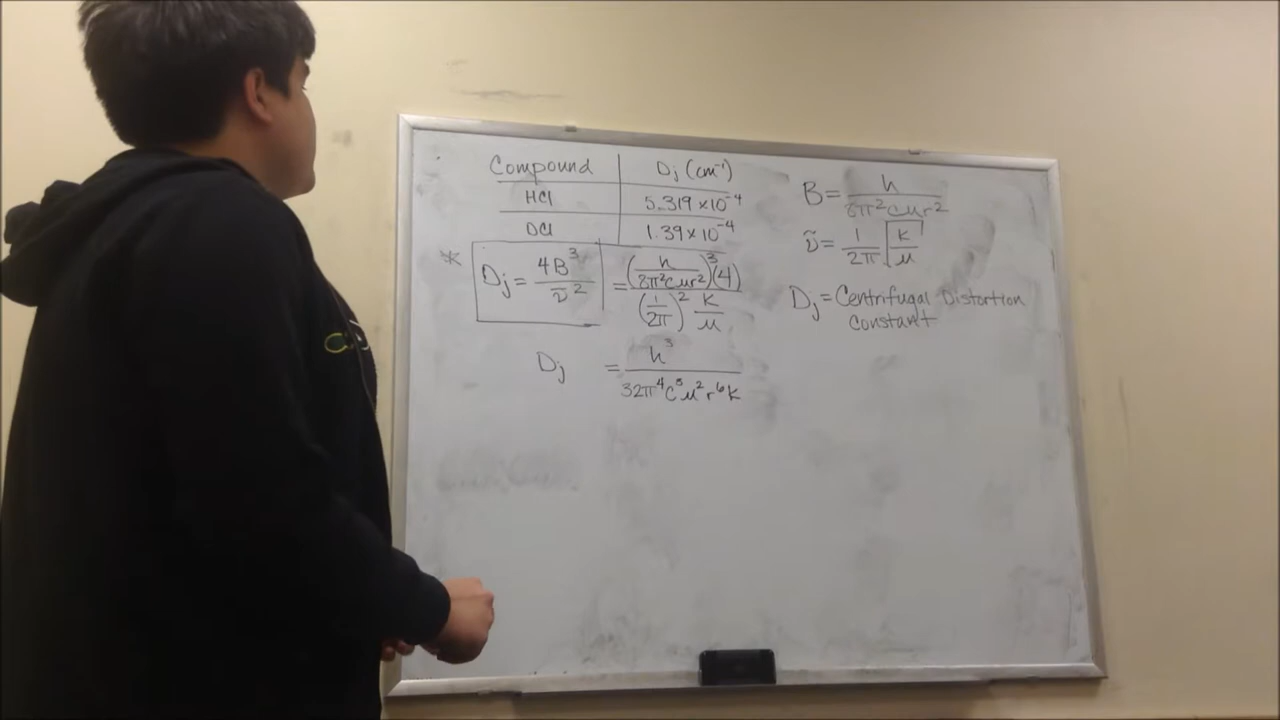 Compound | Dj (cm⁻¹)
HCl | 5.319 × 10⁻⁴
DCl | 1.39 × 10⁻⁴
* Dj = 4B³ / ν̃² = (h / 8π²cμr²)³(4) / (1/2π)² k/μ
Dj = h³ / 32π⁴c³μ²r⁶k
B = h / 8π²cμr²
ν̃ = 1/2π √(k/μ)
Dj = Centrifugal Distortion
Constant